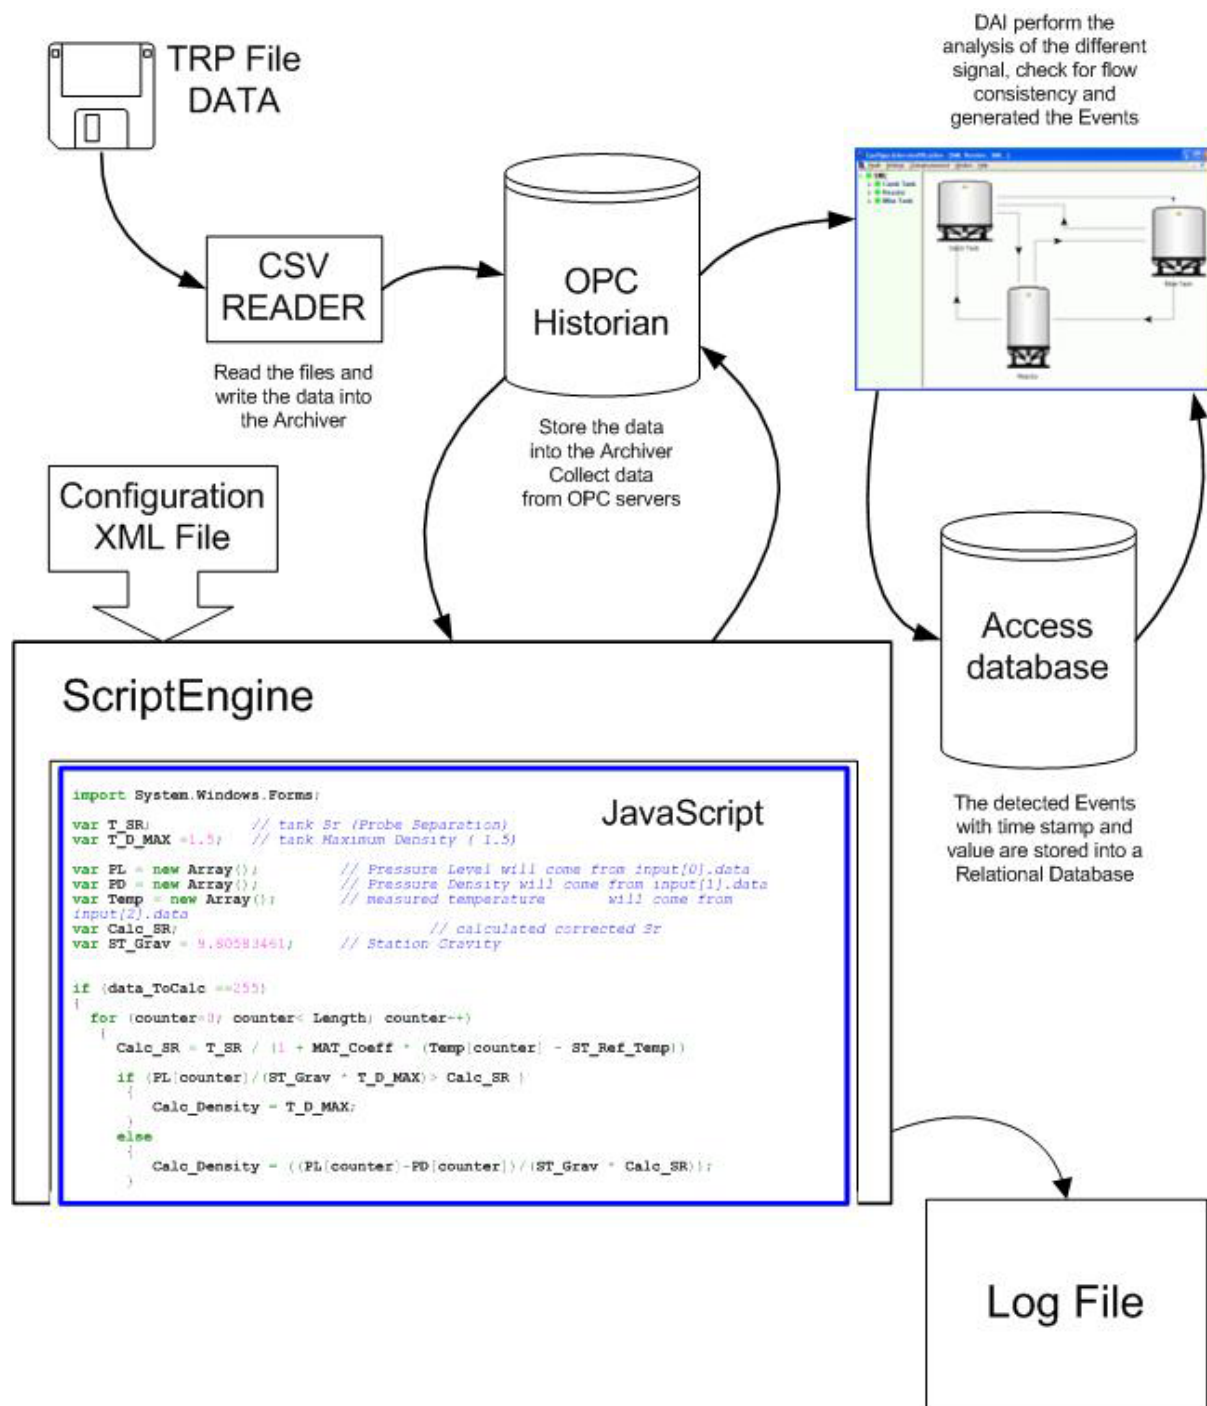 TRP File
DATA
DAI perform the
analysis of the different
signal, check for flow
consistency and
generated the Events
CSV
READER
Read the files and
write the data into
the Archiver
OPC
Historian
Store the data
into the Archiver
Collect data
from OPC servers
Reactor
Configuration
XML File
Access
database
The detected Events
with time stamp and
value are stored into a
Relational Database
ScriptEngine
JavaScript
import System.Windows.Forms;
var T_SR; // tank Sr (Probe Separation)
var T_D_MAX =1.5; // tank Maximum Density ( 1.5)
var PL = new Array(); // Pressure Level will come from input[0].data
var PD = new Array(); // Pressure Density will come from input[1].data
var Temp = new Array(); // measured temperature will come from
input[2].data
var Calc_SR; // calculated corrected Sr
var ST_Grav = 9.80583461; // Station Gravity
if (data_ToCalc ==255)
{
for (counter=0; counter< Length; counter++)
{
Calc_SR = T_SR / (1 + MAT_Coeff * (Temp[counter] - ST_Ref_Temp))
if (PL[counter]/(ST_Grav * T_D_MAX)> Calc_SR )
{
Calc_Density = T_D_MAX;
}
else
{
Calc_Density = ((PL[counter]-PD[counter])/(ST_Grav * Calc_SR));
}
Log File